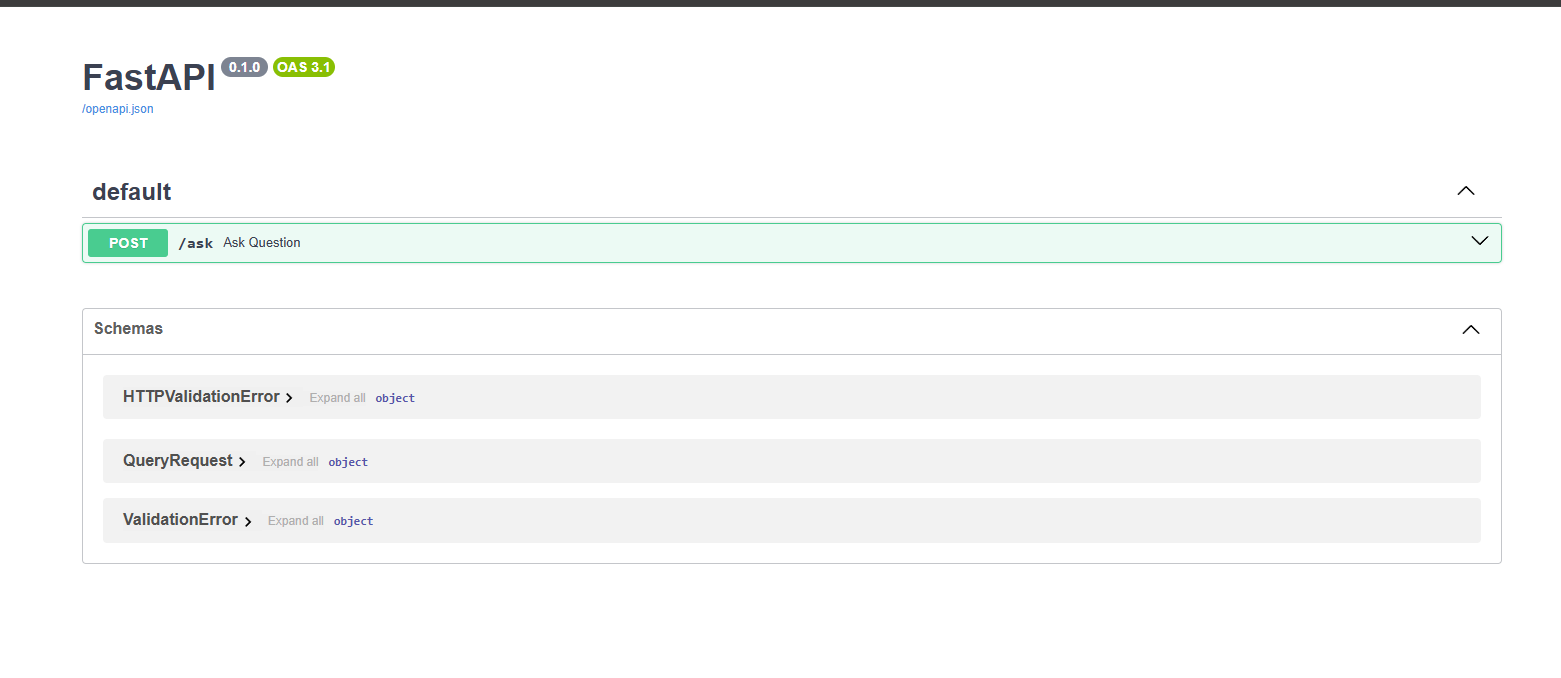 FastAPI 0.1.0 OAS 3.1
/openapi.json
default
POST /ask Ask Question
Schemas
HTTPValidationError Expand all object
QueryRequest Expand all object
ValidationError Expand all object